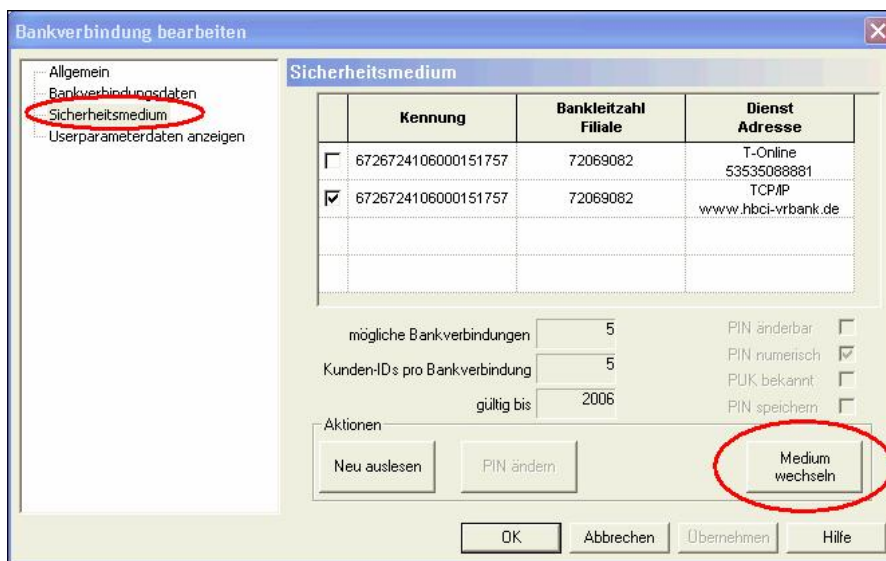 Bankverbindung bearbeiten
Allgemein
Bankverbindungsdaten
Sicherheitsmedium
Userparameterdaten anzeigen
Sicherheitsmedium
Kennung
Bankleitzahl
Filiale
Dienst
Adresse
6726724106000151757
72069082
T-Online
53535088881
6726724106000151757
72069082
TCP/IP
www.hbci-vrbank.de
mögliche Bankverbindungen
5
Kunden-IDs pro Bankverbindung
5
gültig bis
2006
PIN änderbar
PIN numerisch
PUK bekannt
PIN speichern
Aktionen
Neu auslesen
PIN ändern
Medium
wechseln
OK
Abbrechen
Übernehmen
Hilfe